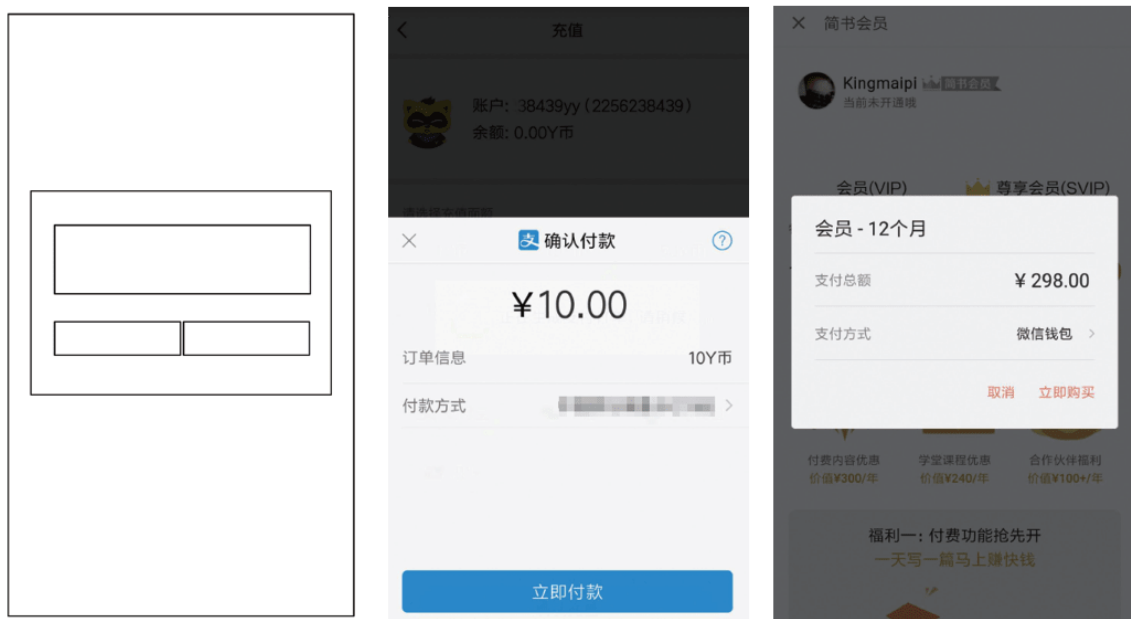 充值
账户: 38439yy (2256238439)
余额: 0.00Y币
支 确认付款 ?
¥10.00
订单信息 10Y币
付款方式
立即付款
简书会员
Kingmaipi 简书会员
当前未开通哦
会员(VIP) 尊享会员(SVIP)
会员 - 12个月
支付总额 ¥ 298.00
支付方式 微信钱包
取消 立即购买
付费内容优惠 学堂课程优惠 合作伙伴福利
价值¥300/年 价值¥240/年 价值¥100+/年
福利一: 付费功能抢先开
一天写一篇马上赚快钱